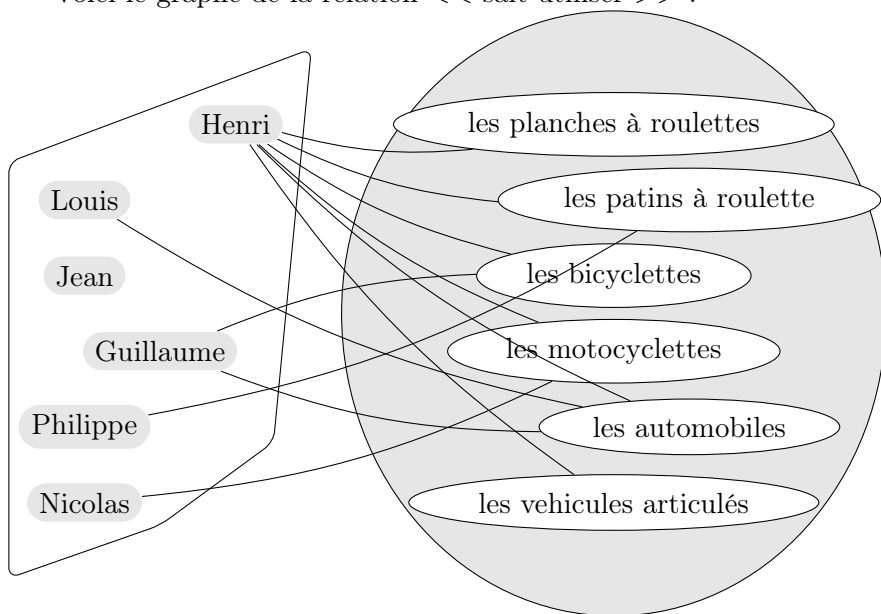 Voici le graphe de la relation << sait utiliser >> :
Henri
les planches à roulettes
Louis
les patins à roulette
Jean
les bicyclettes
Guillaume
les motocyclettes
Philippe
les automobiles
Nicolas
les vehicules articulés